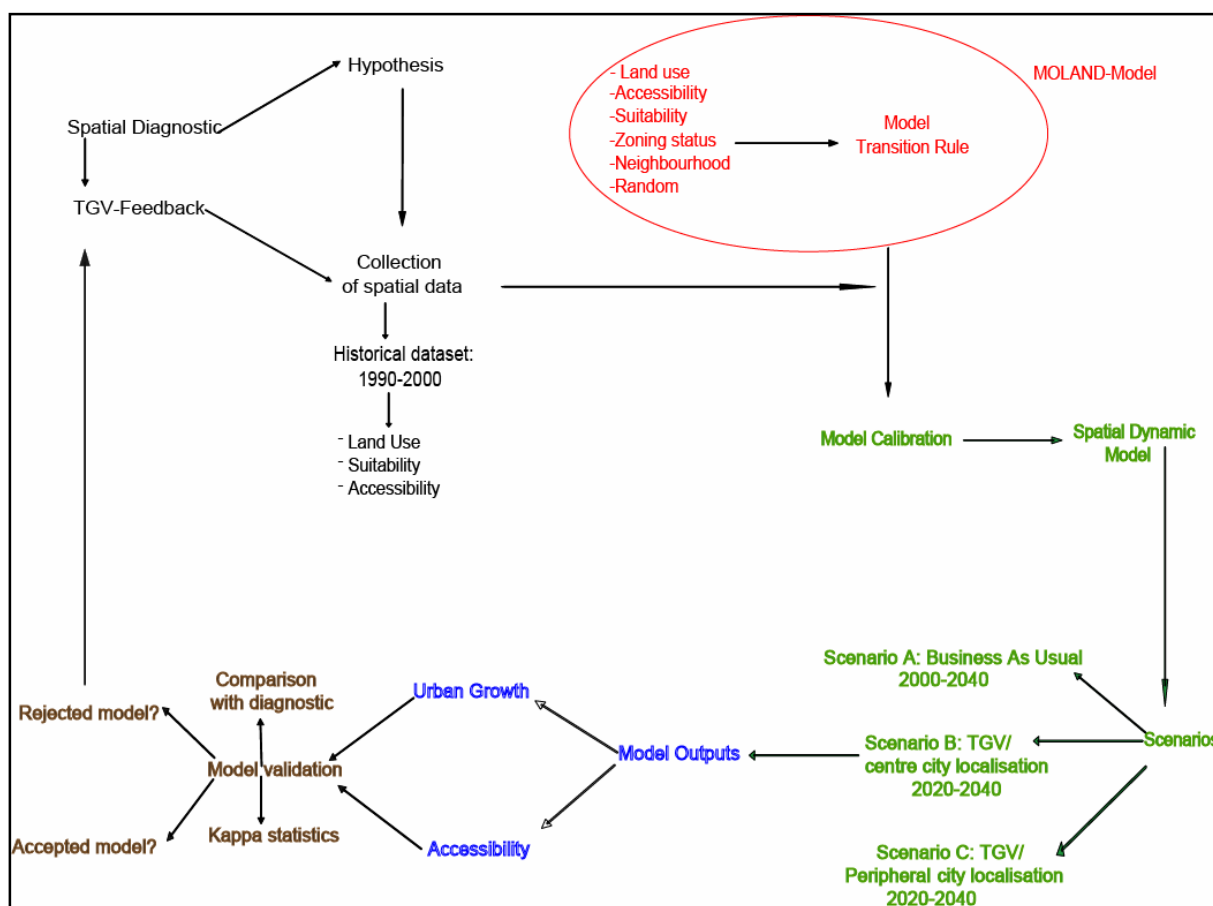 Hypothesis
Spatial Diagnostic
TGV-Feedback
Collection
of spatial data
Historical dataset:
1990-2000
- Land Use
- Suitability
- Accessibility
- Land use
-Accessibility
-Suitability
-Zoning status
-Neighbourhood
-Random
Model
Transition Rule
MOLAND-Model
Model Calibration
Spatial Dynamic
Model
Scenarios
Scenario A: Business As Usual
2000-2040
Scenario B: TGV/
centre city localisation
2020-2040
Scenario C: TGV/
Peripheral city localisation
2020-2040
Model Outputs
Urban Growth
Accessibility
Model validation
Comparison
with diagnostic
Kappa statistics
Rejected model?
Accepted model?